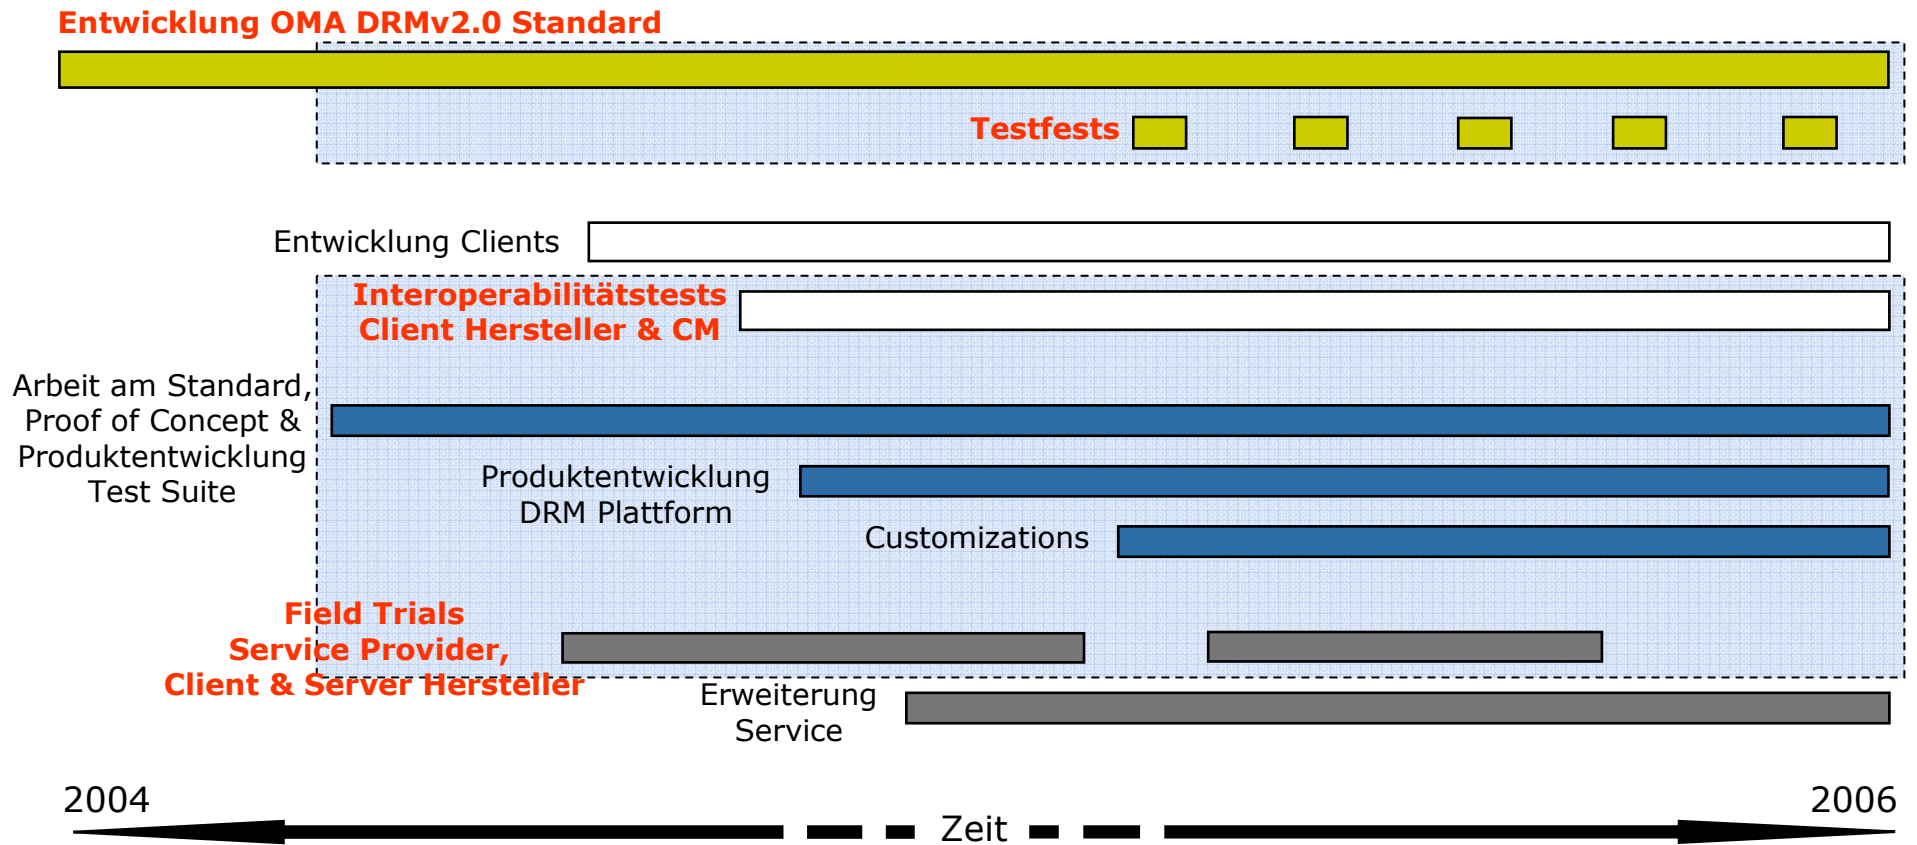 Entwicklung OMA DRMv2.0 Standard
Testfests
Entwicklung Clients
Interoperabilitätstests
Client Hersteller & CM
Arbeit am Standard,
Proof of Concept &
Produktentwicklung
Test Suite
Produktentwicklung
DRM Plattform
Customizations
Field Trials
Service Provider,
Client & Server Hersteller
Erweiterung
Service
2004
2006
Zeit